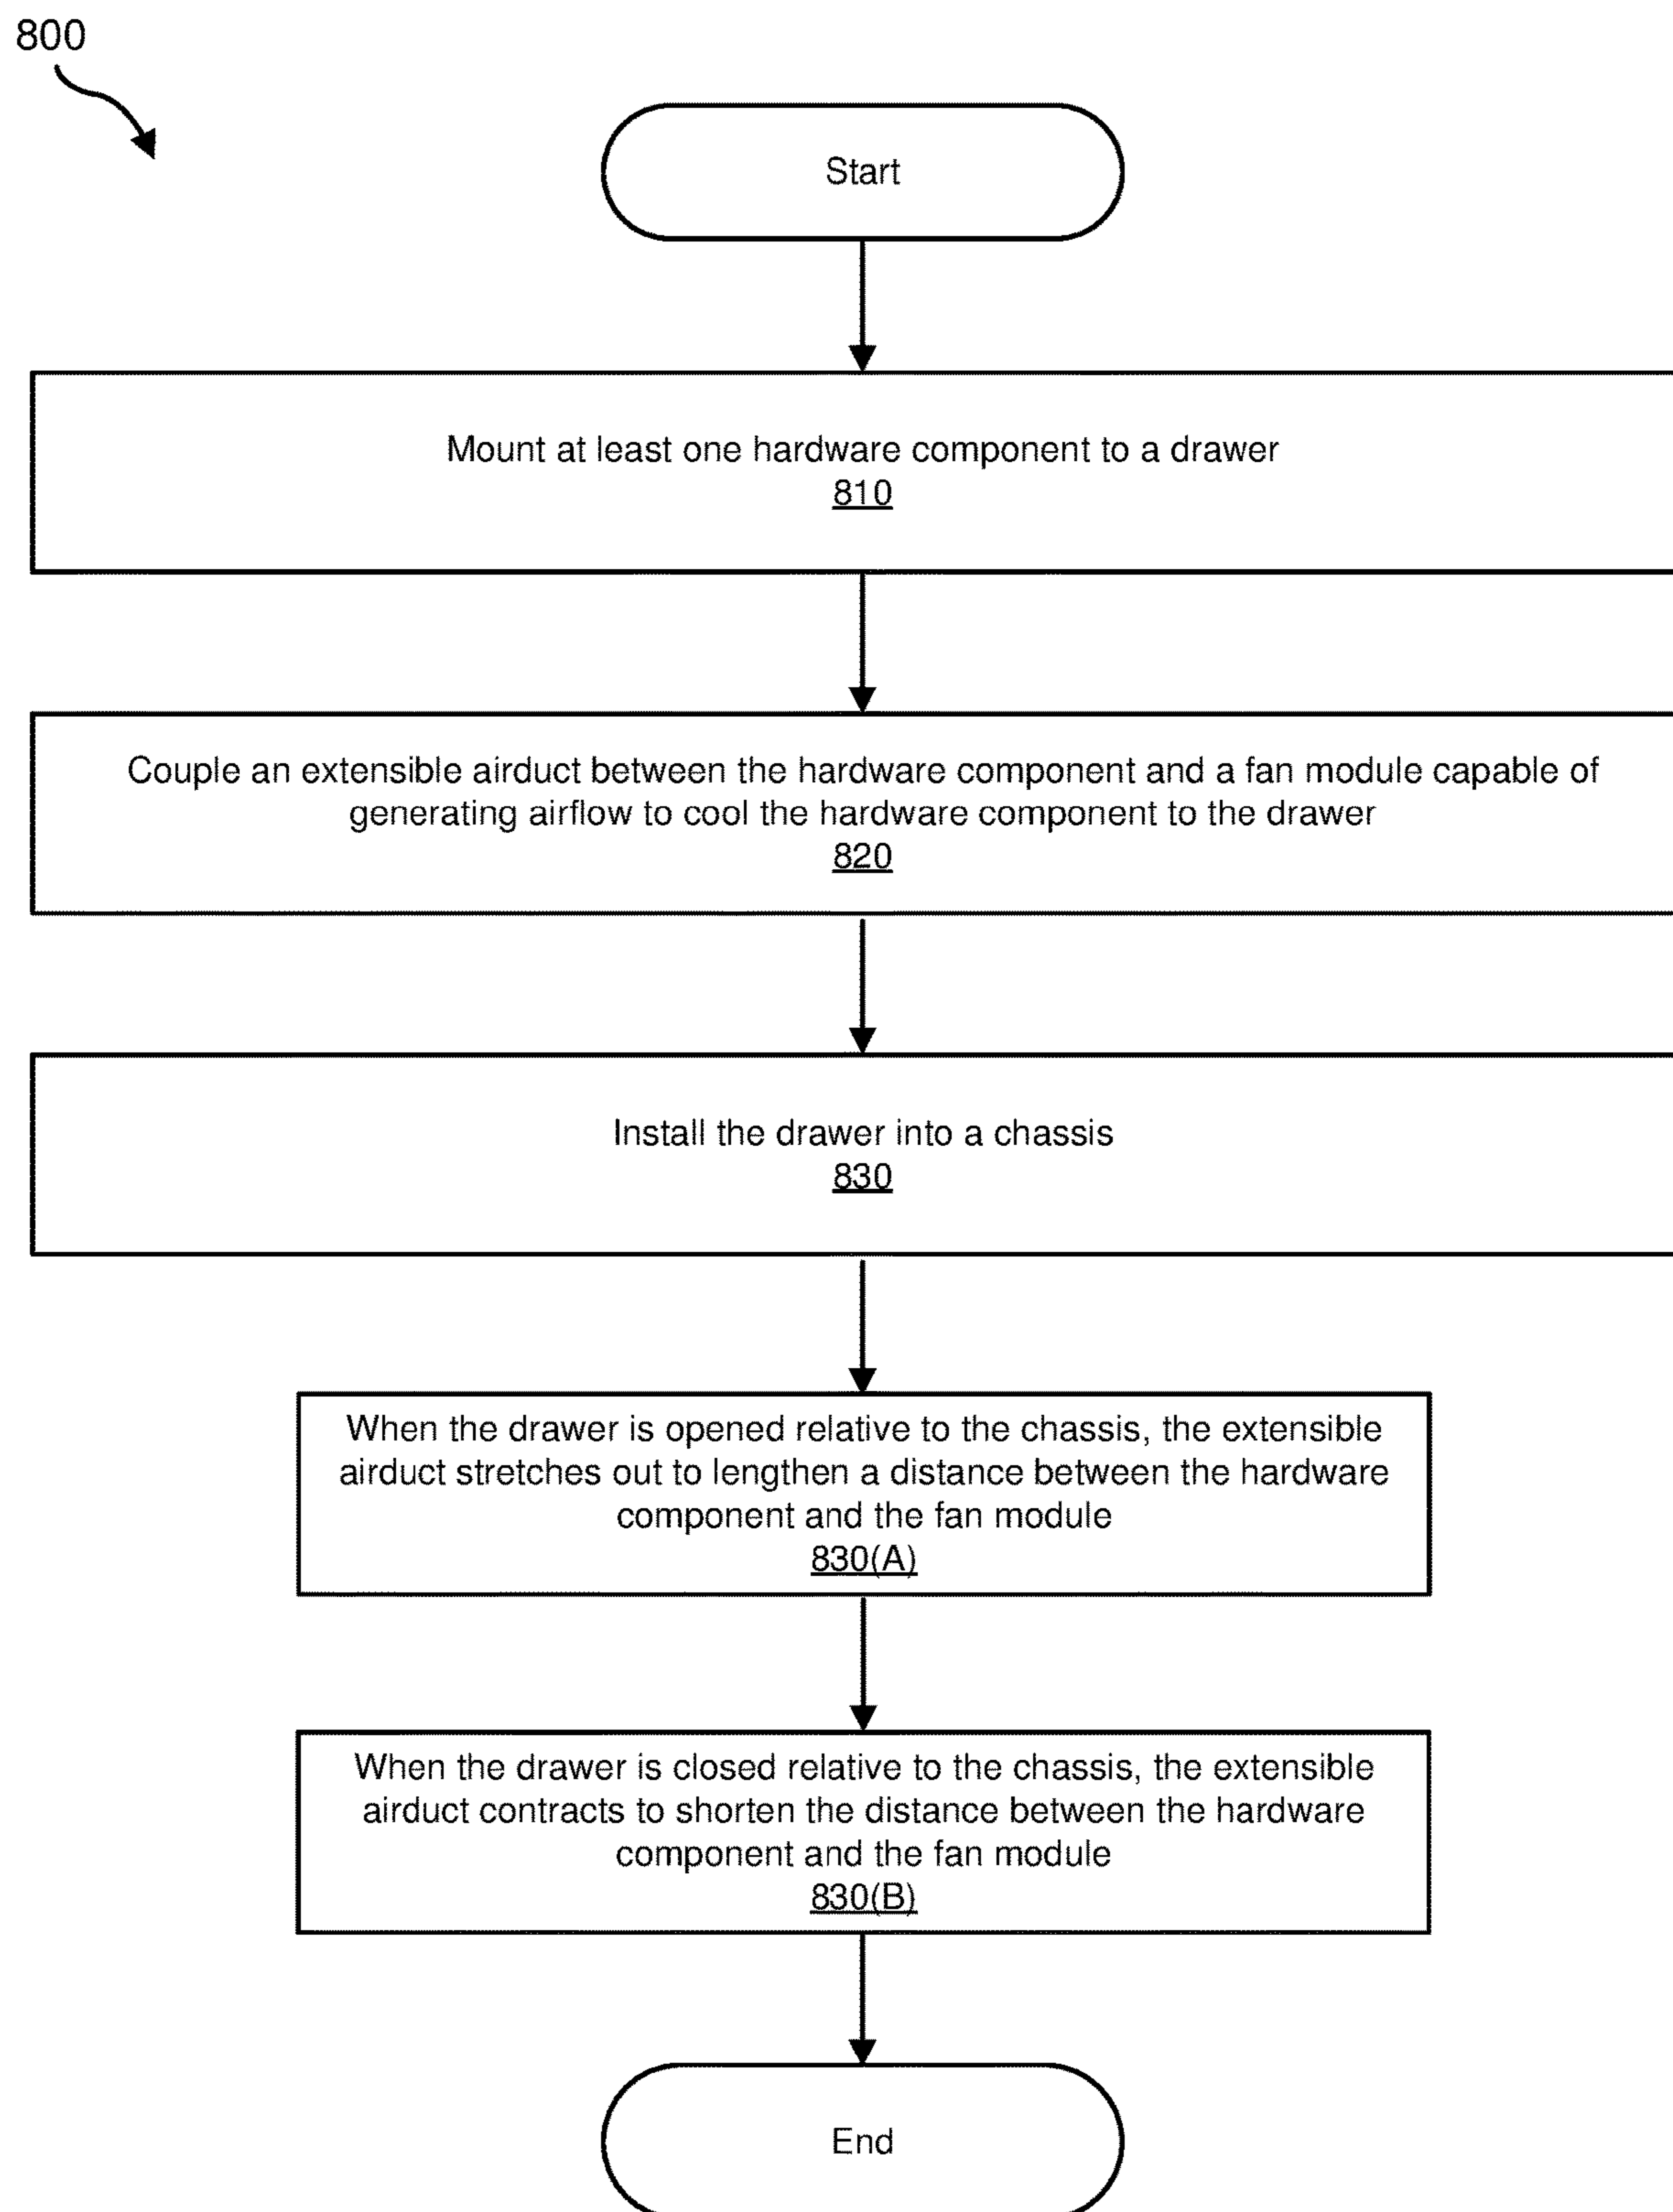 800
Start
Mount at least one hardware component to a drawer
810
Couple an extensible airduct between the hardware component and a fan module capable of
generating airflow to cool the hardware component to the drawer
820
Install the drawer into a chassis
830
When the drawer is opened relative to the chassis, the extensible
airduct stretches out to lengthen a distance between the hardware
component and the fan module
830(A)
When the drawer is closed relative to the chassis, the extensible
airduct contracts to shorten the distance between the hardware
component and the fan module
830(B)
End